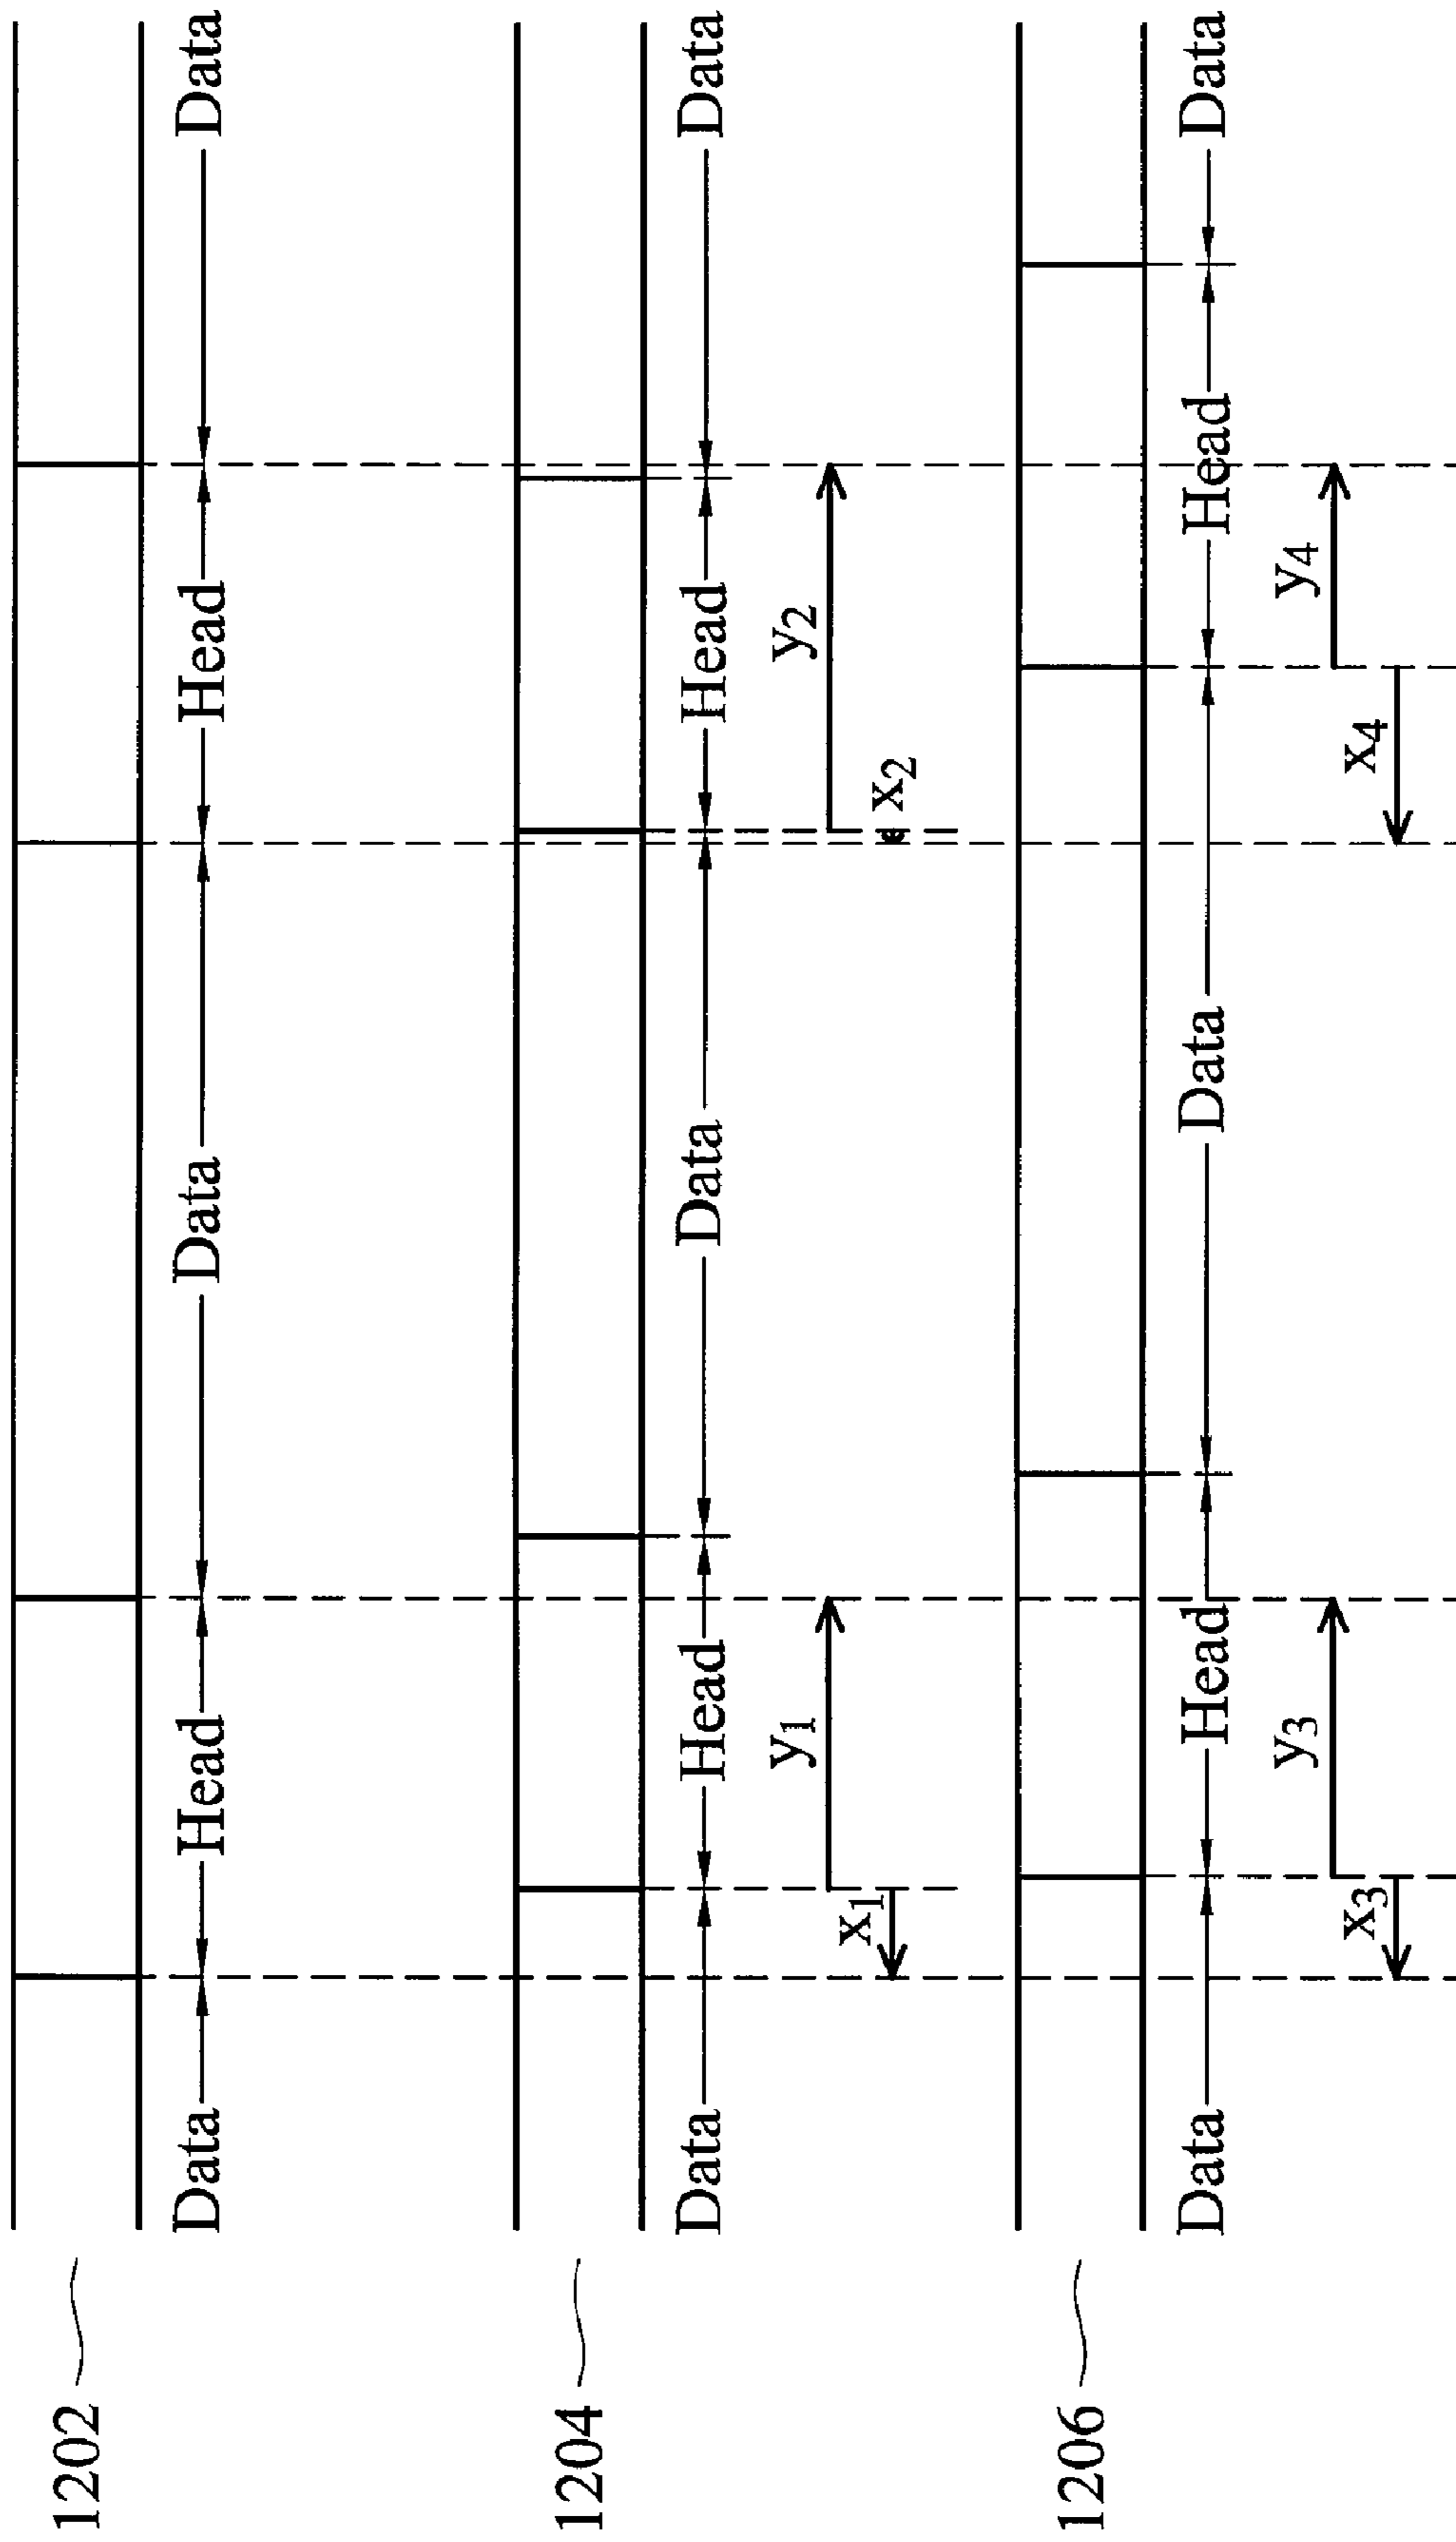 1202
Data Head Data Head Data
1204
Data Head Data Head Data
y1 y2
x1 x2
1206
Data Head Data Head Data
y3 y4
x3 x4